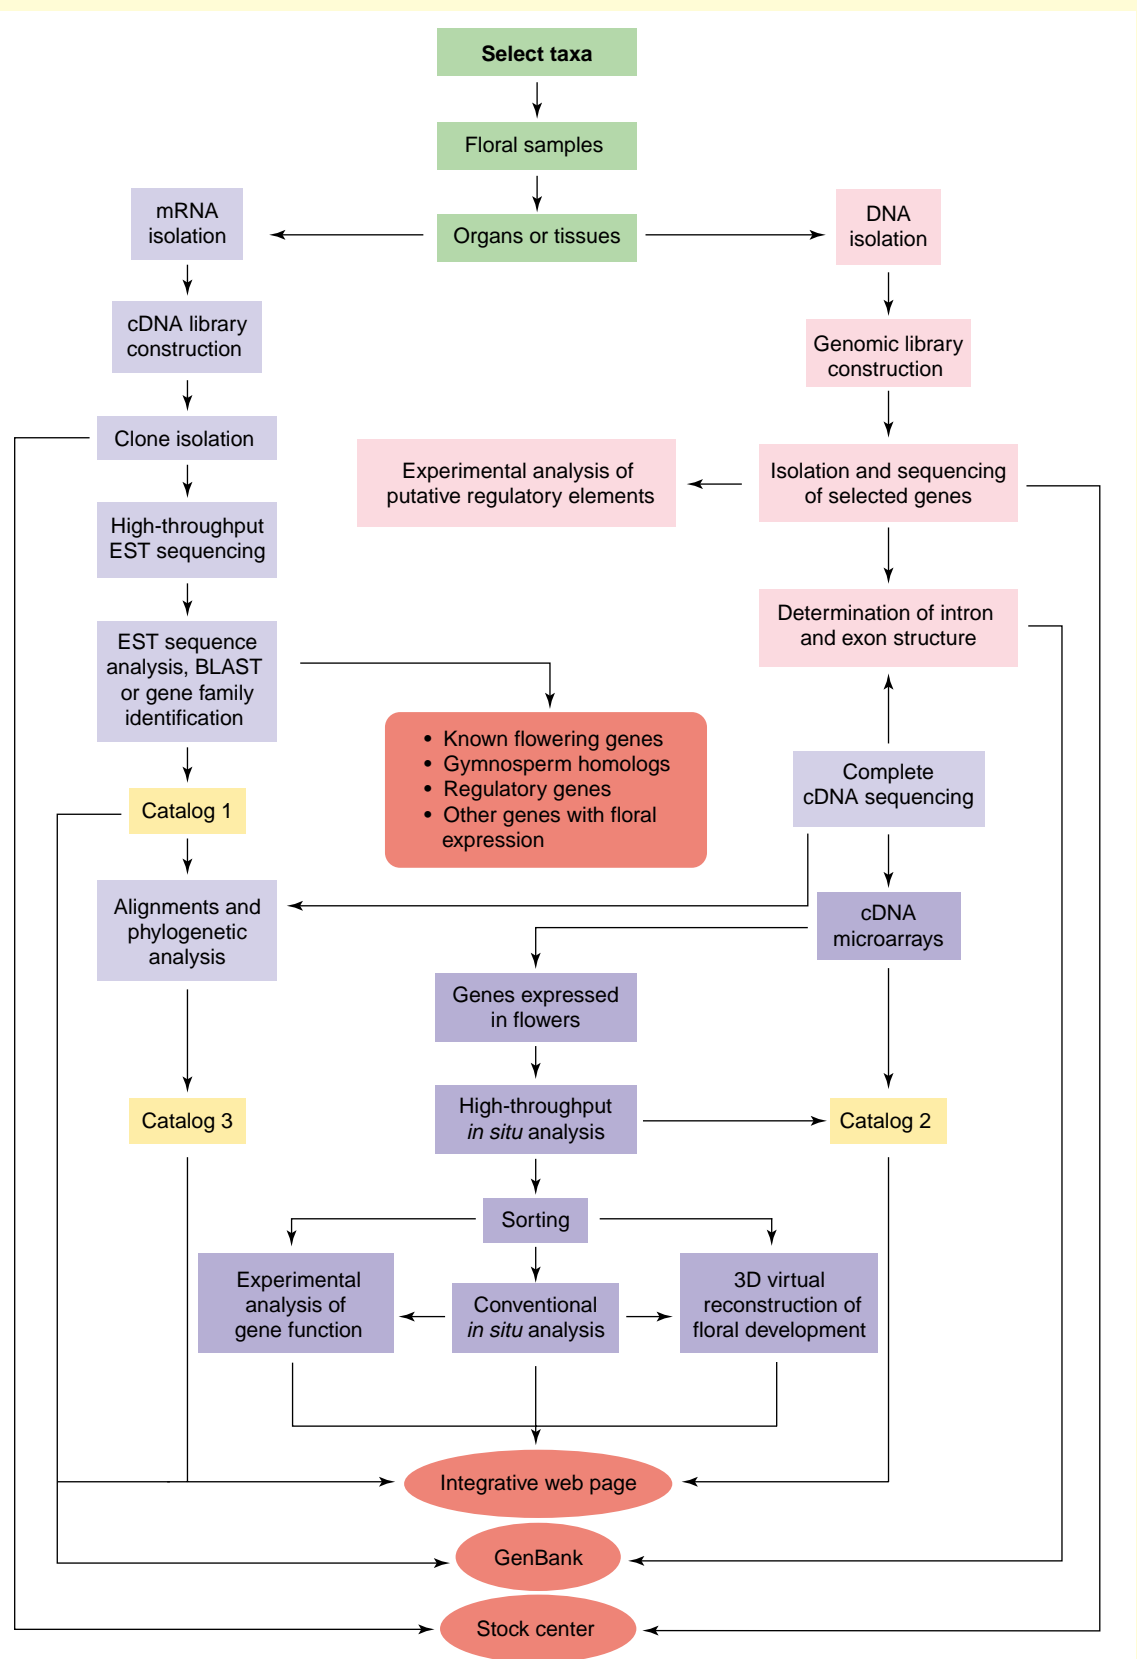 Select taxa
Floral samples
Organs or tissues
mRNA
isolation
DNA
isolation
cDNA library
construction
Genomic library
construction
Clone isolation
Experimental analysis of
putative regulatory elements
Isolation and sequencing
of selected genes
High-throughput
EST sequencing
Determination of intron
and exon structure
EST sequence
analysis, BLAST
or gene family
identification
• Known flowering genes
• Gymnosperm homologs
• Regulatory genes
• Other genes with floral
expression
Complete
cDNA sequencing
Catalog 1
Alignments and
phylogenetic
analysis
cDNA
microarrays
Genes expressed
in flowers
High-throughput
in situ analysis
Catalog 3
Catalog 2
Sorting
Experimental
analysis of
gene function
Conventional
in situ analysis
3D virtual
reconstruction of
floral development
Integrative web page
GenBank
Stock center